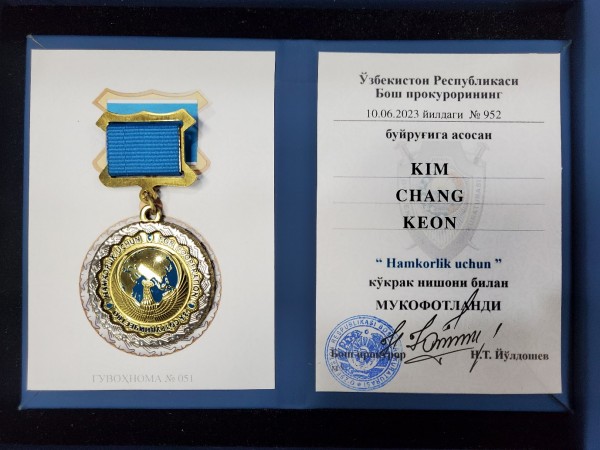 ГУВОҲНОМА № 051
Ўзбекистон Республикаси
Бош прокурорининг
10.06.2023 йилдаги № 952
буйруғига асосан
KIM
CHANG
KEON
“ Hamkorlik uchun ”
кўкрак нишони билан
МУКОФОТЛАНДИ
Бош прокурор Н.Т. Йўлдошев